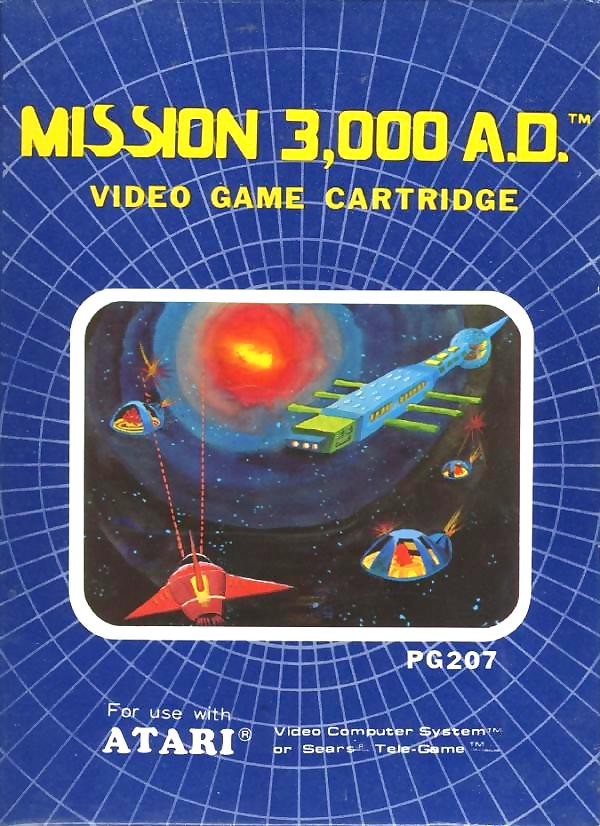 MISSION 3,000 A.D.™
VIDEO GAME CARTRIDGE
PG207
For use with
ATARI® Video Computer System™
or Sears® Tele-Game™